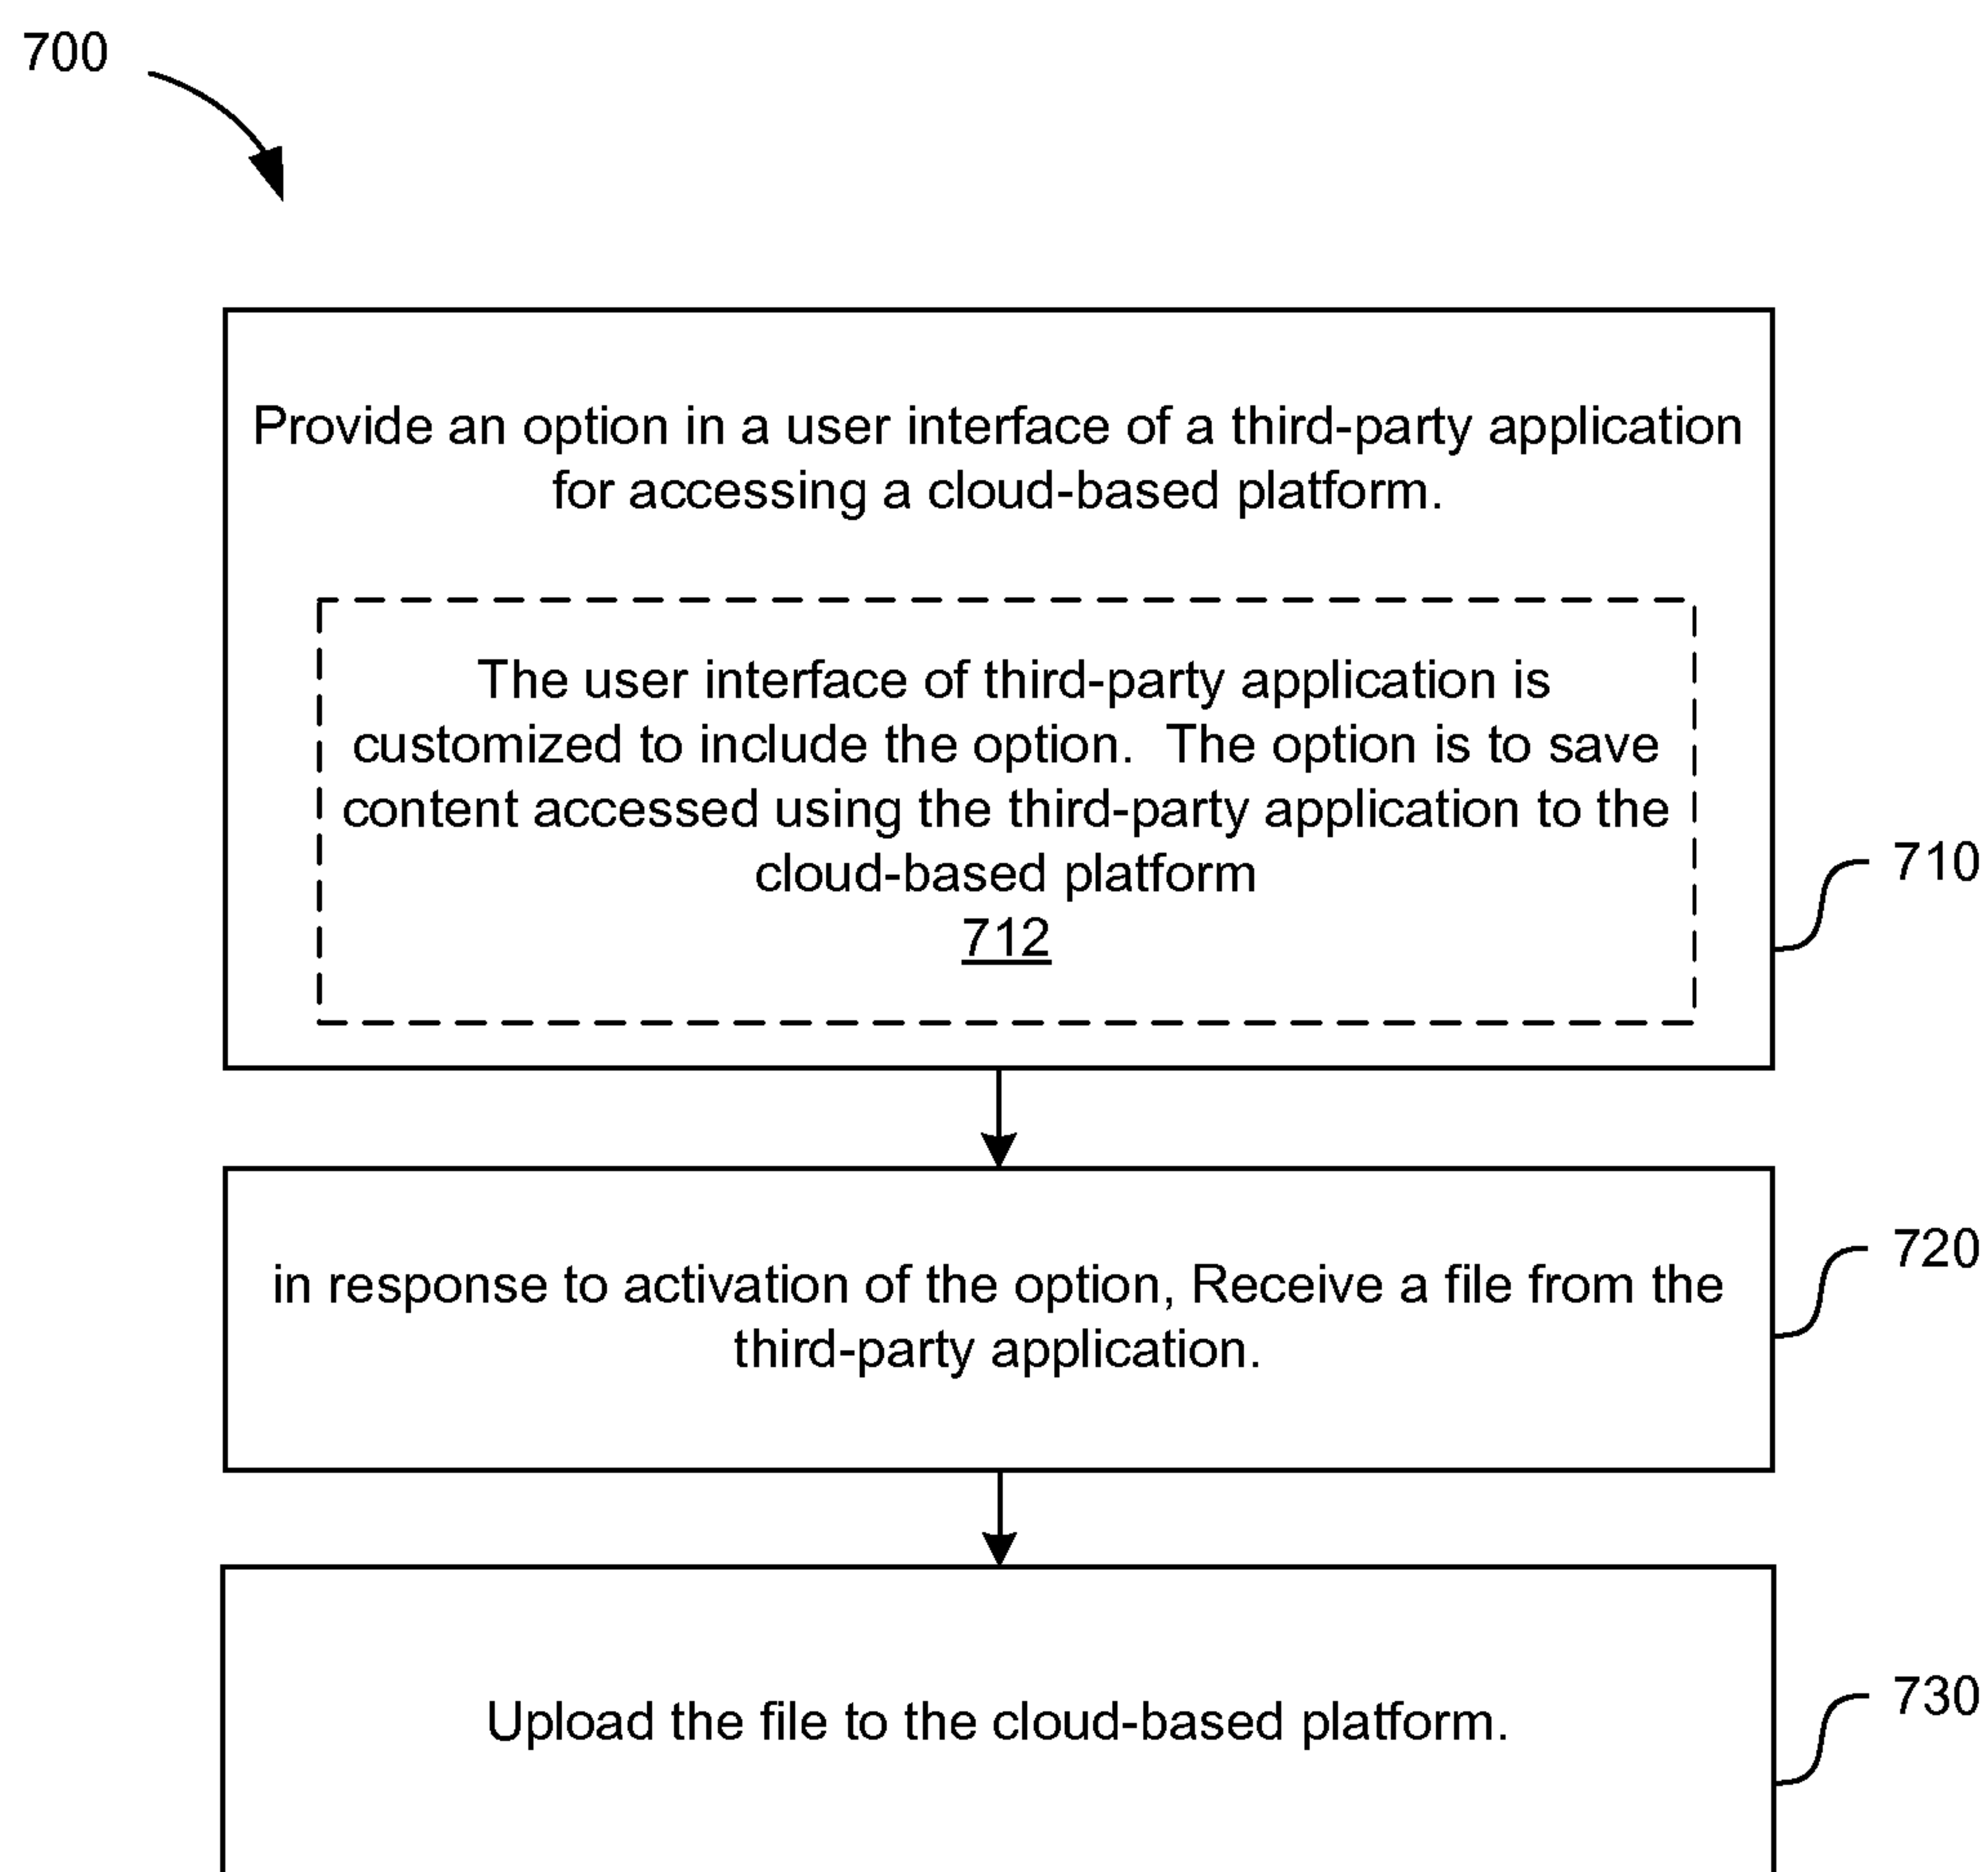 700
Provide an option in a user interface of a third-party application
for accessing a cloud-based platform.
The user interface of third-party application is
customized to include the option.  The option is to save
content accessed using the third-party application to the
cloud-based platform
712
710
in response to activation of the option, Receive a file from the
third-party application.
720
Upload the file to the cloud-based platform.
730